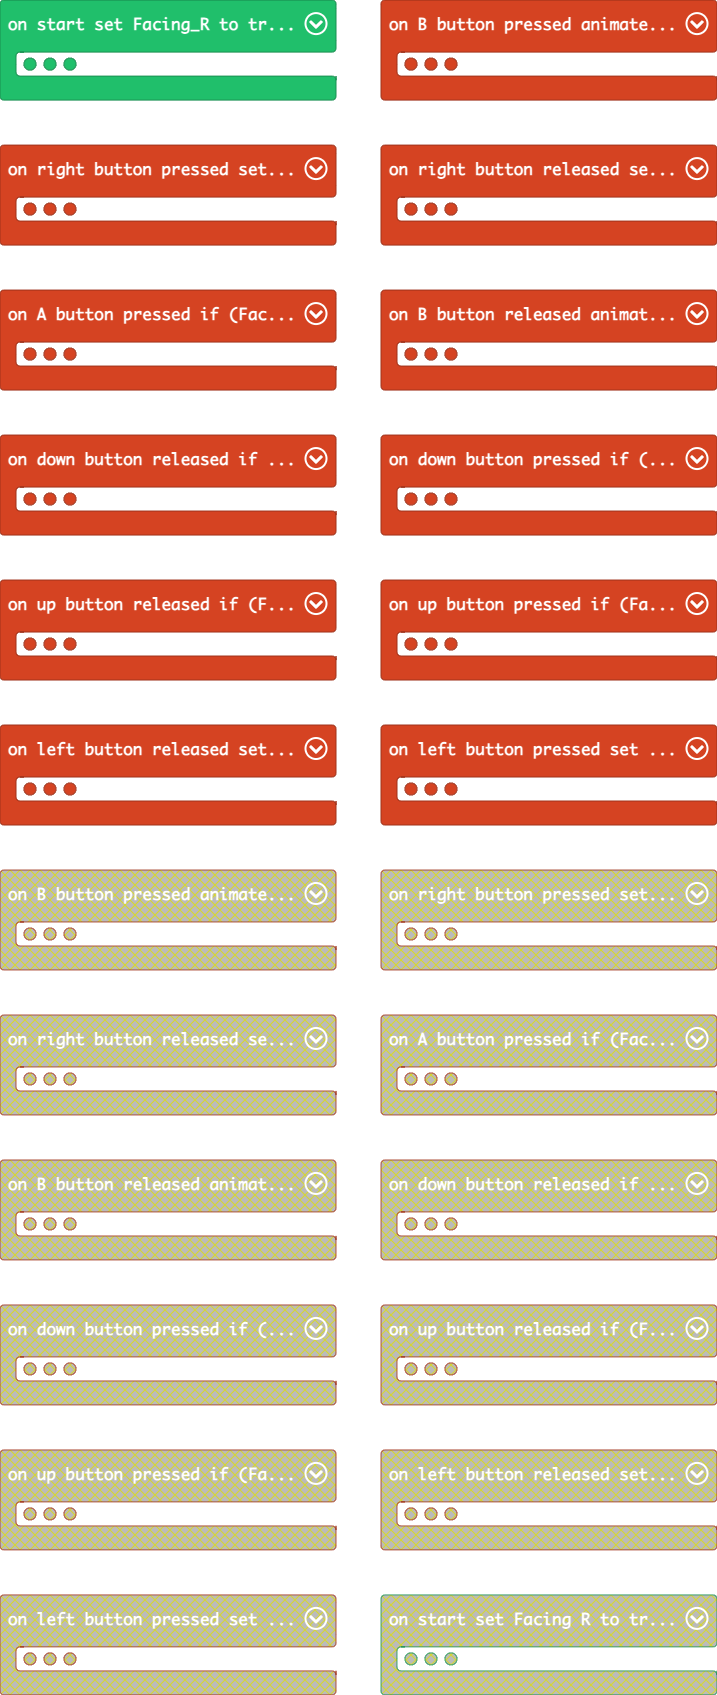 on start set Facing_R to tr...
on B button pressed animate...
on right button pressed set...
on right button released se...
on A button pressed if (Fac...
on B button released animat...
on down button released if ...
on down button pressed if (...
on up button released if (F...
on up button pressed if (Fa...
on left button released set...
on left button pressed set ...
on B button pressed animate...
on right button pressed set...
on right button released se...
on A button pressed if (Fac...
on B button released animat...
on down button released if ...
on down button pressed if (...
on up button released if (F...
on up button pressed if (Fa...
on left button released set...
on left button pressed set ...
on start set Facing R to tr...